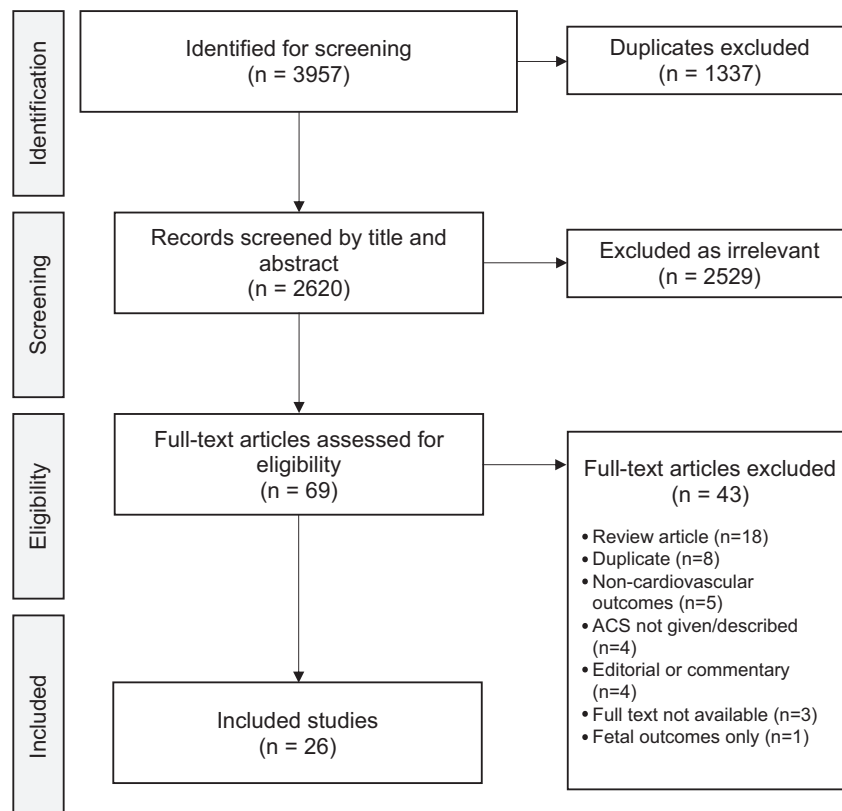 Identification
Identified for screening
(n = 3957)
Duplicates excluded
(n = 1337)
Screening
Records screened by title and
abstract
(n = 2620)
Excluded as irrelevant
(n = 2529)
Eligibility
Full-text articles assessed for
eligibility
(n = 69)
Full-text articles excluded
(n = 43)
• Review article (n=18)
• Duplicate (n=8)
• Non-cardiovascular
outcomes (n=5)
• ACS not given/described
(n=4)
• Editorial or commentary
(n=4)
• Full text not available (n=3)
• Fetal outcomes only (n=1)
Included
Included studies
(n = 26)